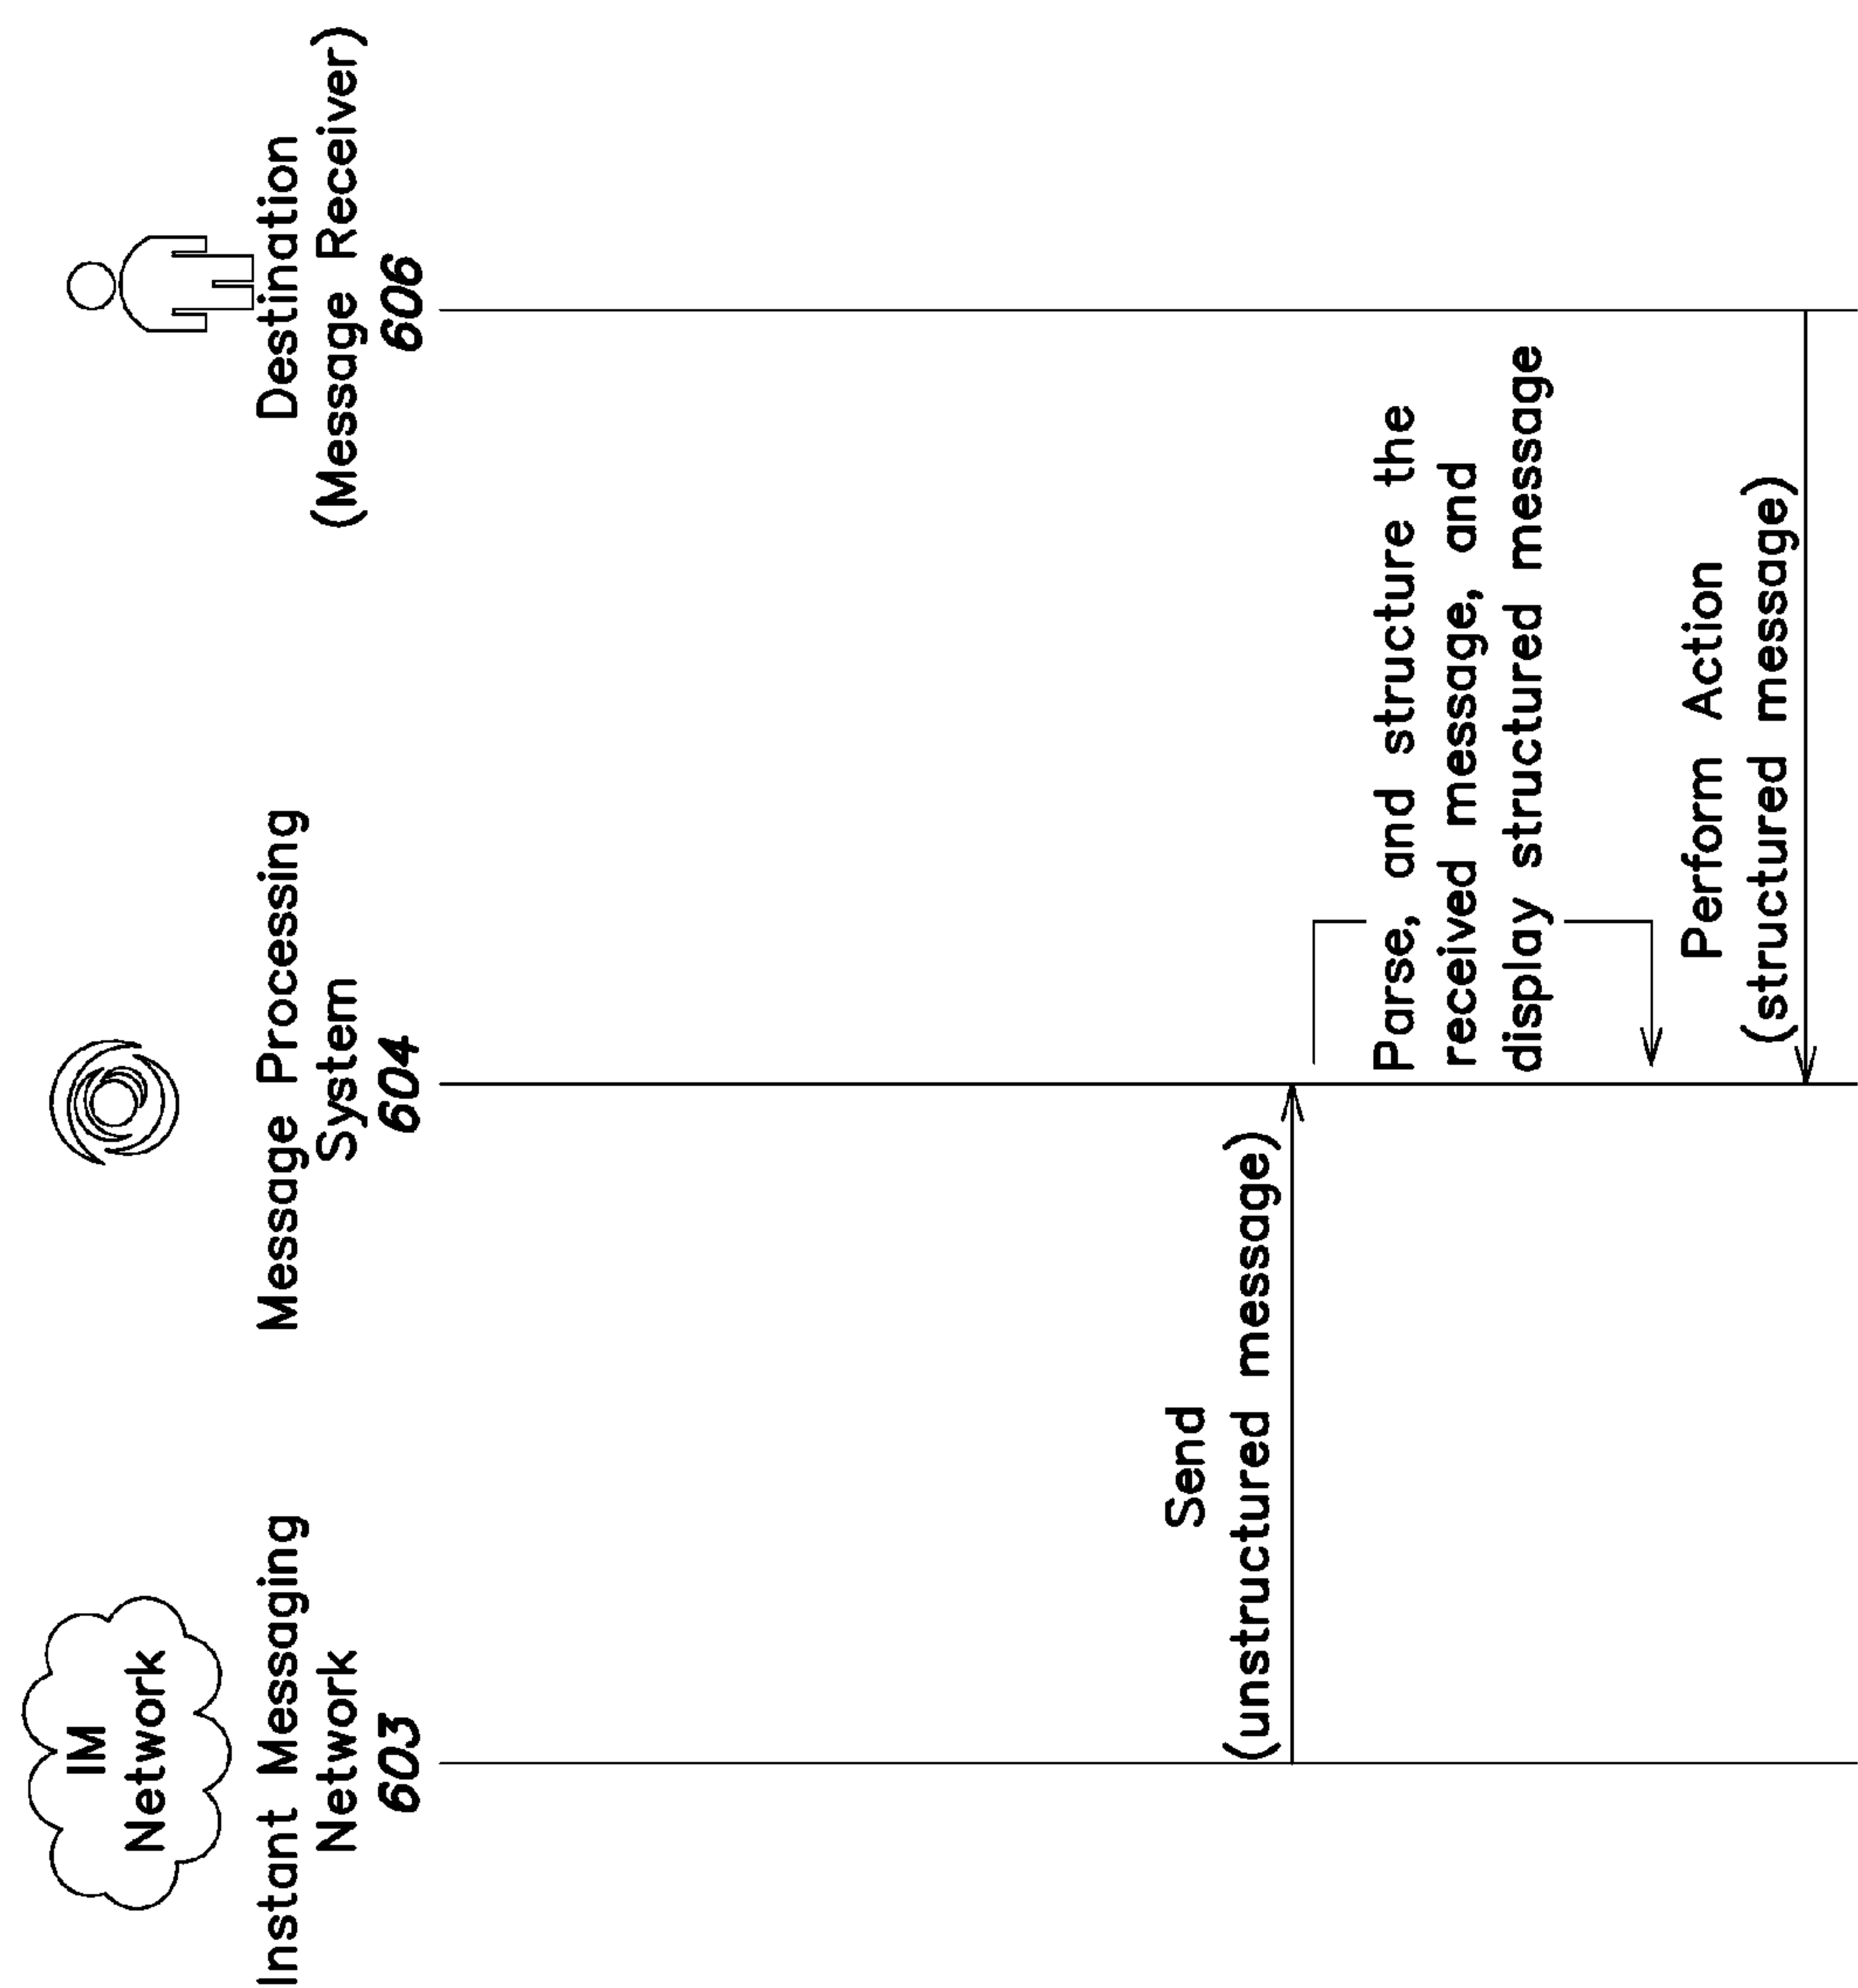 IM
Network
Instant Messaging
Network
603
Message Processing
System
604
Destination
(Message Receiver)
606
Send
(unstructured message)
Parse, and structure the
received message, and
display structured message
Perform Action
(structured message)